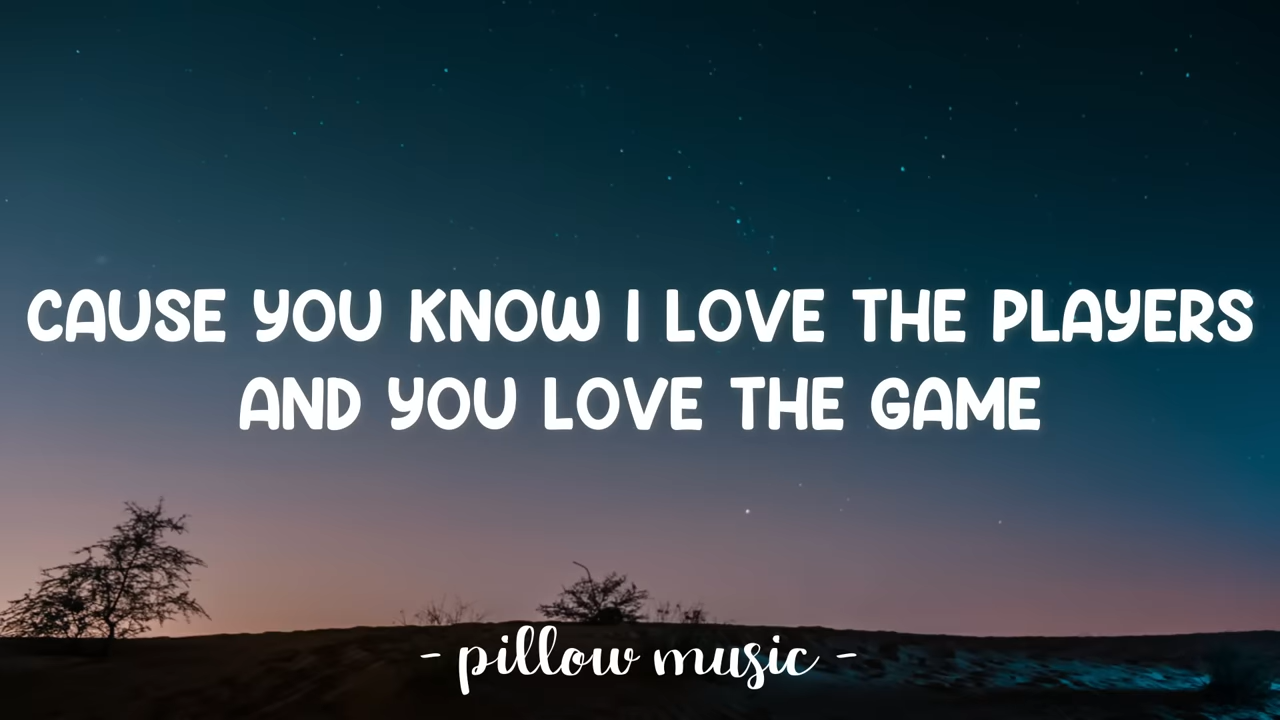 CAUSE YOU KNOW I LOVE THE PLAYERS
AND YOU LOVE THE GAME
- pillow music -